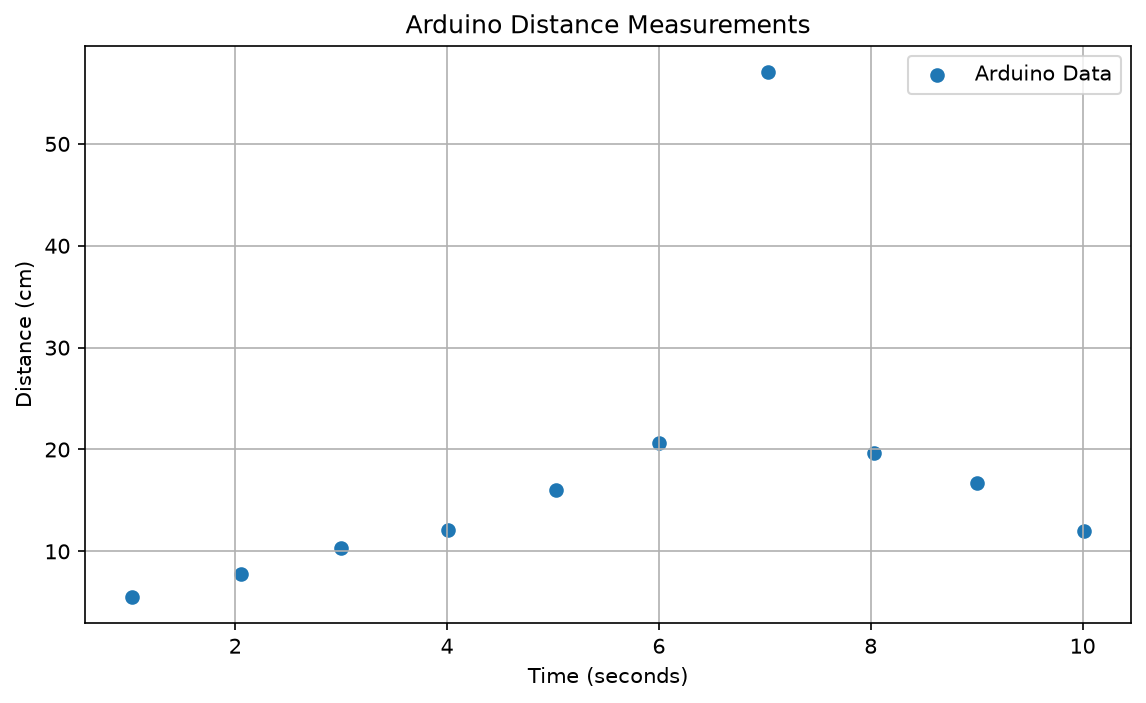 Arduino Distance Measurements
Arduino Data
Distance (cm)
50
40
30
20
10
2 4 6 8 10
Time (seconds)